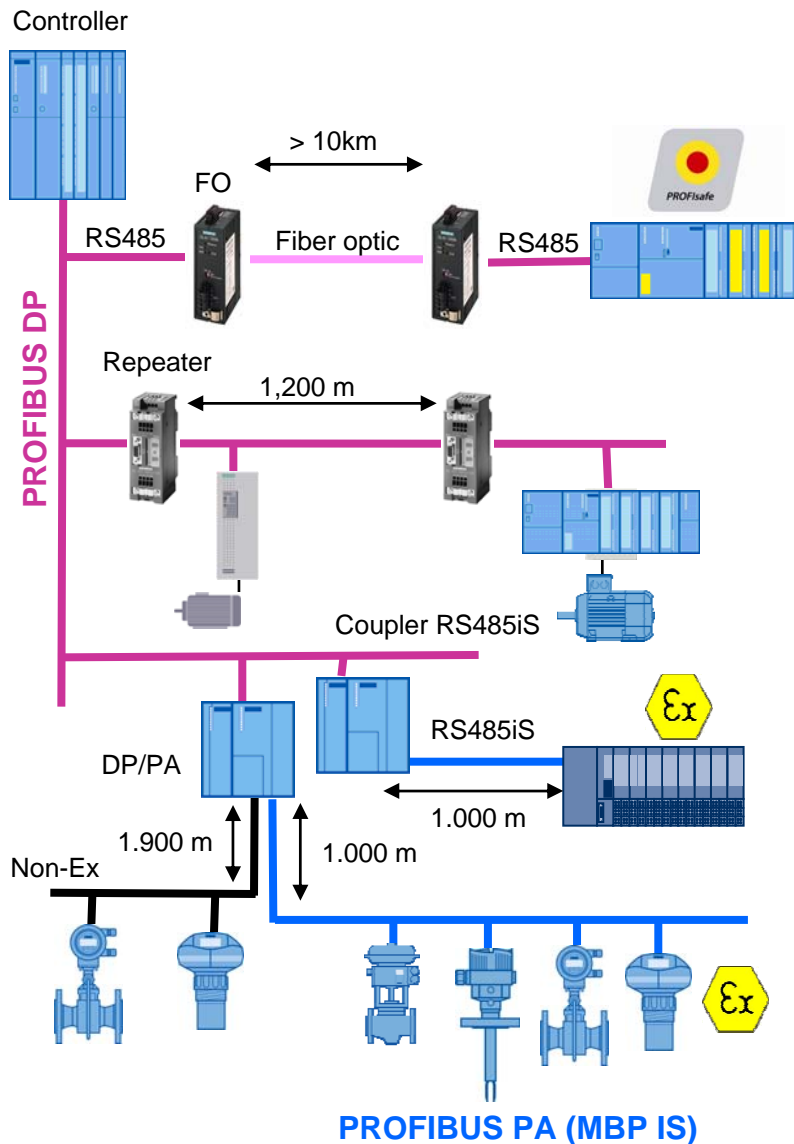 Controller
> 10km
FO
PROFIsafe
RS485
Fiber optic
RS485
PROFIBUS DP
Repeater
1,200 m
Coupler RS485iS
Ex
RS485iS
DP/PA
1.000 m
1.900 m
1.000 m
Non-Ex
Ex
PROFIBUS PA (MBP IS)